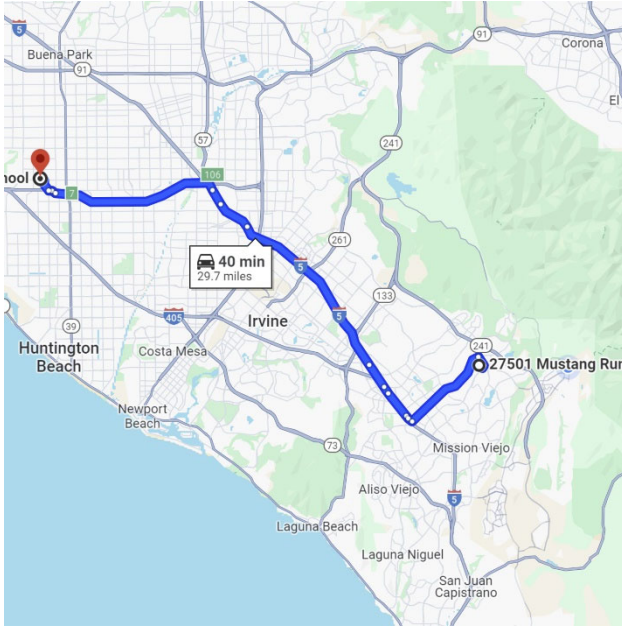 5
91
Buena Park
91
Corona
El
57
241
hool
106
7
241
261
40 min
29.7 miles
5
133
5
405
Irvine
39
Huntington
Beach
Costa Mesa
241
27501 Mustang Run
Newport
Beach
73
Mission Viejo
Aliso Viejo
5
Laguna Beach
Laguna Niguel
San Juan
Capistrano